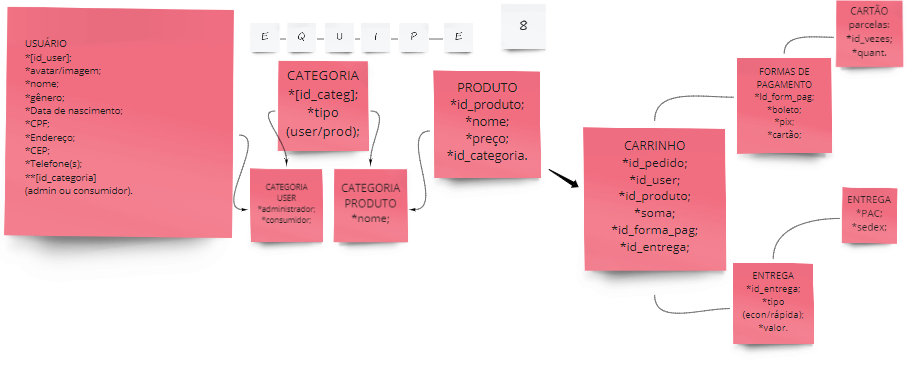 E Q U I P E 8
USUÁRIO
*[id_user];
*avatar/imagem;
*nome;
*gênero;
*Data de nascimento;
*CPF;
*Endereço;
*CEP;
*Telefone(s);
**[id_categoria]
(admin ou consumidor).
CATEGORIA
*[id_categ];
*tipo
(user/prod);
CATEGORIA
USER
*administrador;
*consumidor;
CATEGORIA
PRODUTO
*nome;
PRODUTO
*id_produto;
*nome;
*preço;
*id_categoria.
CARRINHO
*id_pedido;
*id_user;
*id_produto;
*soma;
*id_forma_pag;
*id_entrega;
FORMAS DE
PAGAMENTO
*Id_form_pag:
*boleto;
*pix;
*cartão;
CARTÃO
parcelas:
*id_vezes;
*quant.
ENTREGA
*id_entrega:
*tipo
(econ/rápida);
*valor.
ENTREGA
*PAC;
*sedex;